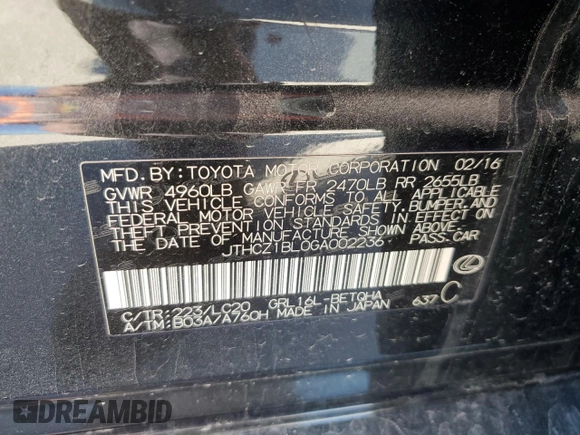 MFD. BY: TOYOTA MOTOR CORPORATION 02/16
GVWR 4960LB GAWR FR 2470LB RR 2655LB
THIS VEHICLE CONFORMS TO ALL APPLICABLE
FEDERAL MOTOR VEHICLE SAFETY, BUMPER, AND
THEFT PREVENTION STANDARDS IN EFFECT ON
THE DATE OF MANUFACTURE SHOWN ABOVE.
JTHCZ1BL0GA002236 PASS. CAR
C/TR: 223/LC20 GRL16L-BETQHA 637 C
A/TM: B03A/A760H MADE IN JAPAN
DREAMBID